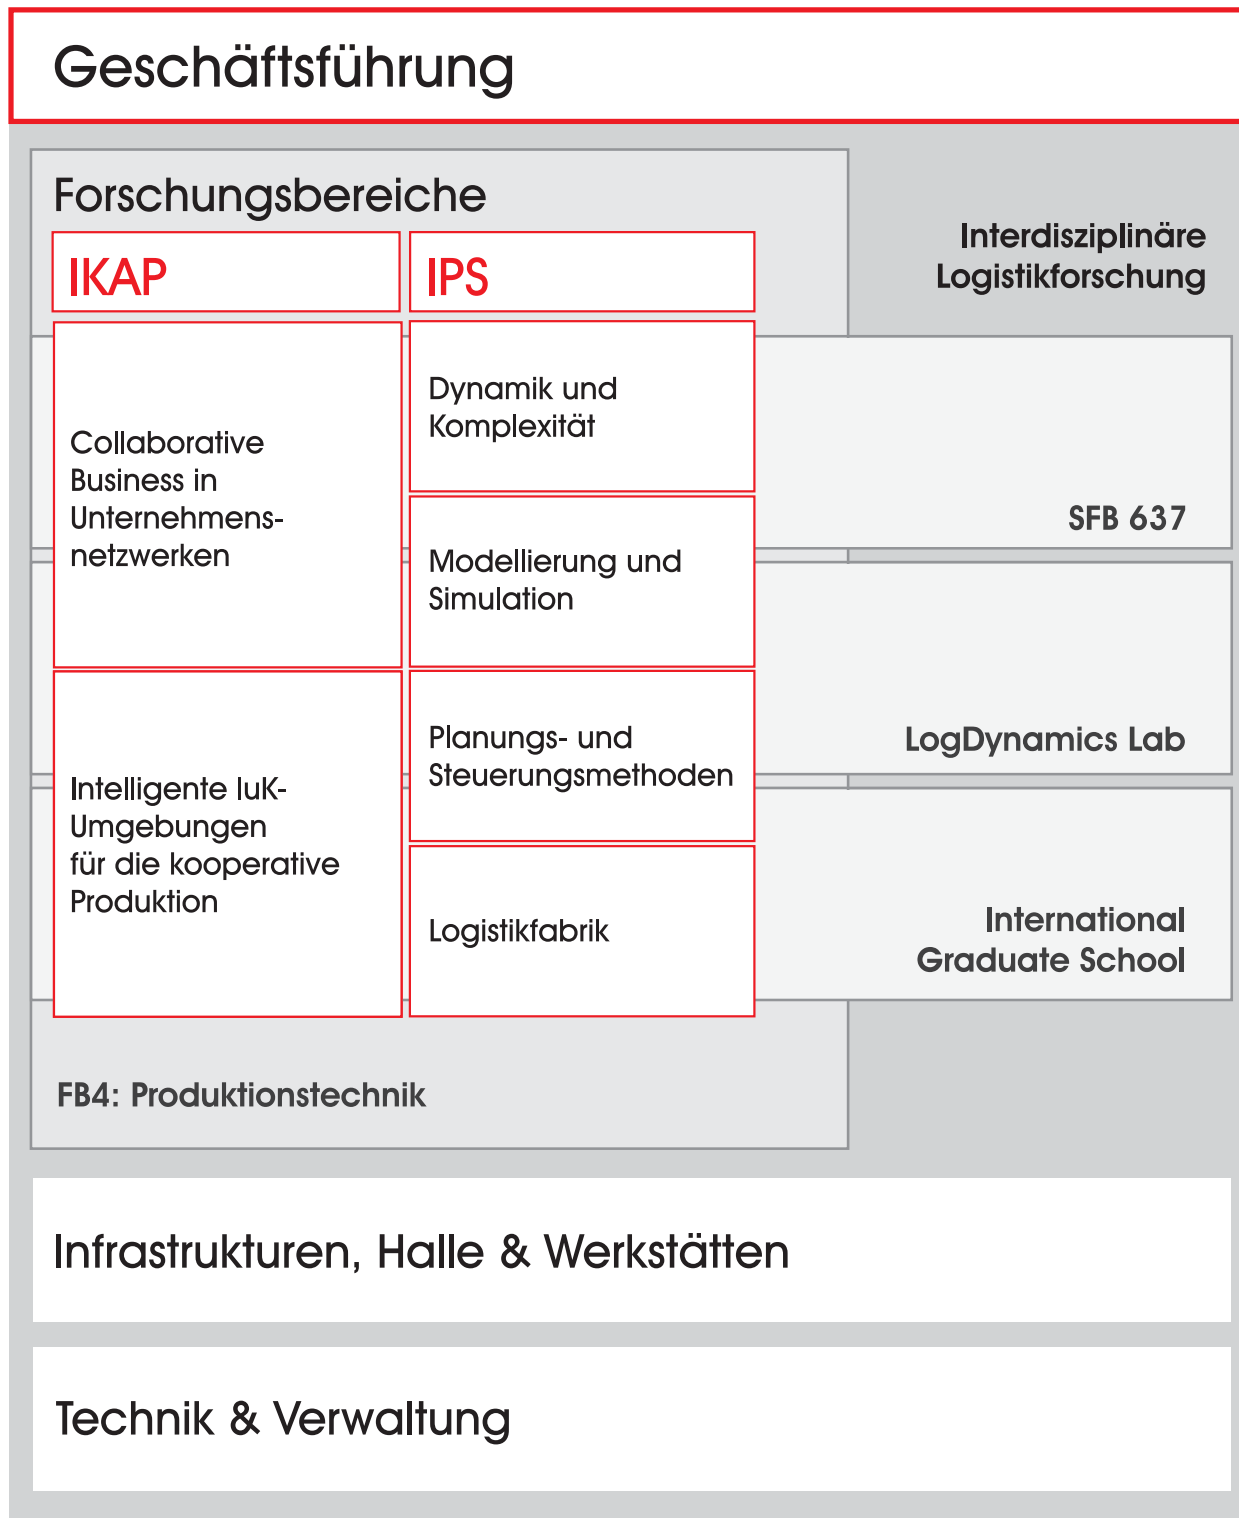 Geschäftsführung
Forschungsbereiche
Interdisziplinäre
Logistikforschung
IKAP
IPS
Collaborative
Business in
Unternehmens-
netzwerken
Intelligente IuK-
Umgebungen
für die kooperative
Produktion
Dynamik und
Komplexität
Modellierung und
Simulation
Planungs- und
Steuerungsmethoden
Logistikfabrik
SFB 637
LogDynamics Lab
International
Graduate School
FB4: Produktionstechnik
Infrastrukturen, Halle & Werkstätten
Technik & Verwaltung